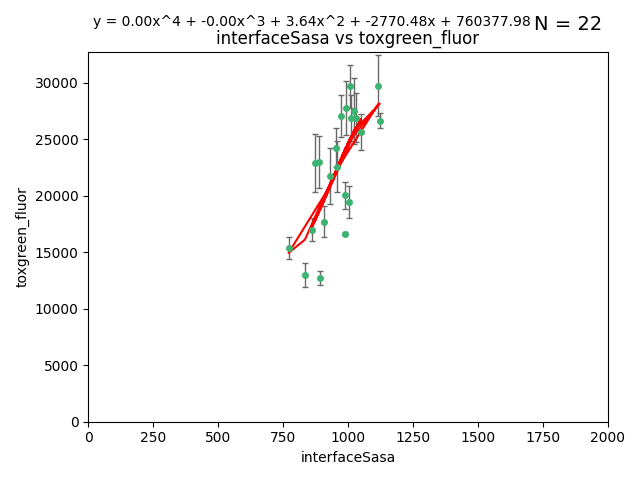 y = 0.00x^4 + -0.00x^3 + 3.64x^2 + -2770.48x + 760377.98 N = 22
interfaceSasa vs toxgreen_fluor
30000
25000
20000
15000
10000
5000
0
toxgreen_fluor
0 250 500 750 1000 1250 1500 1750 2000
interfaceSasa